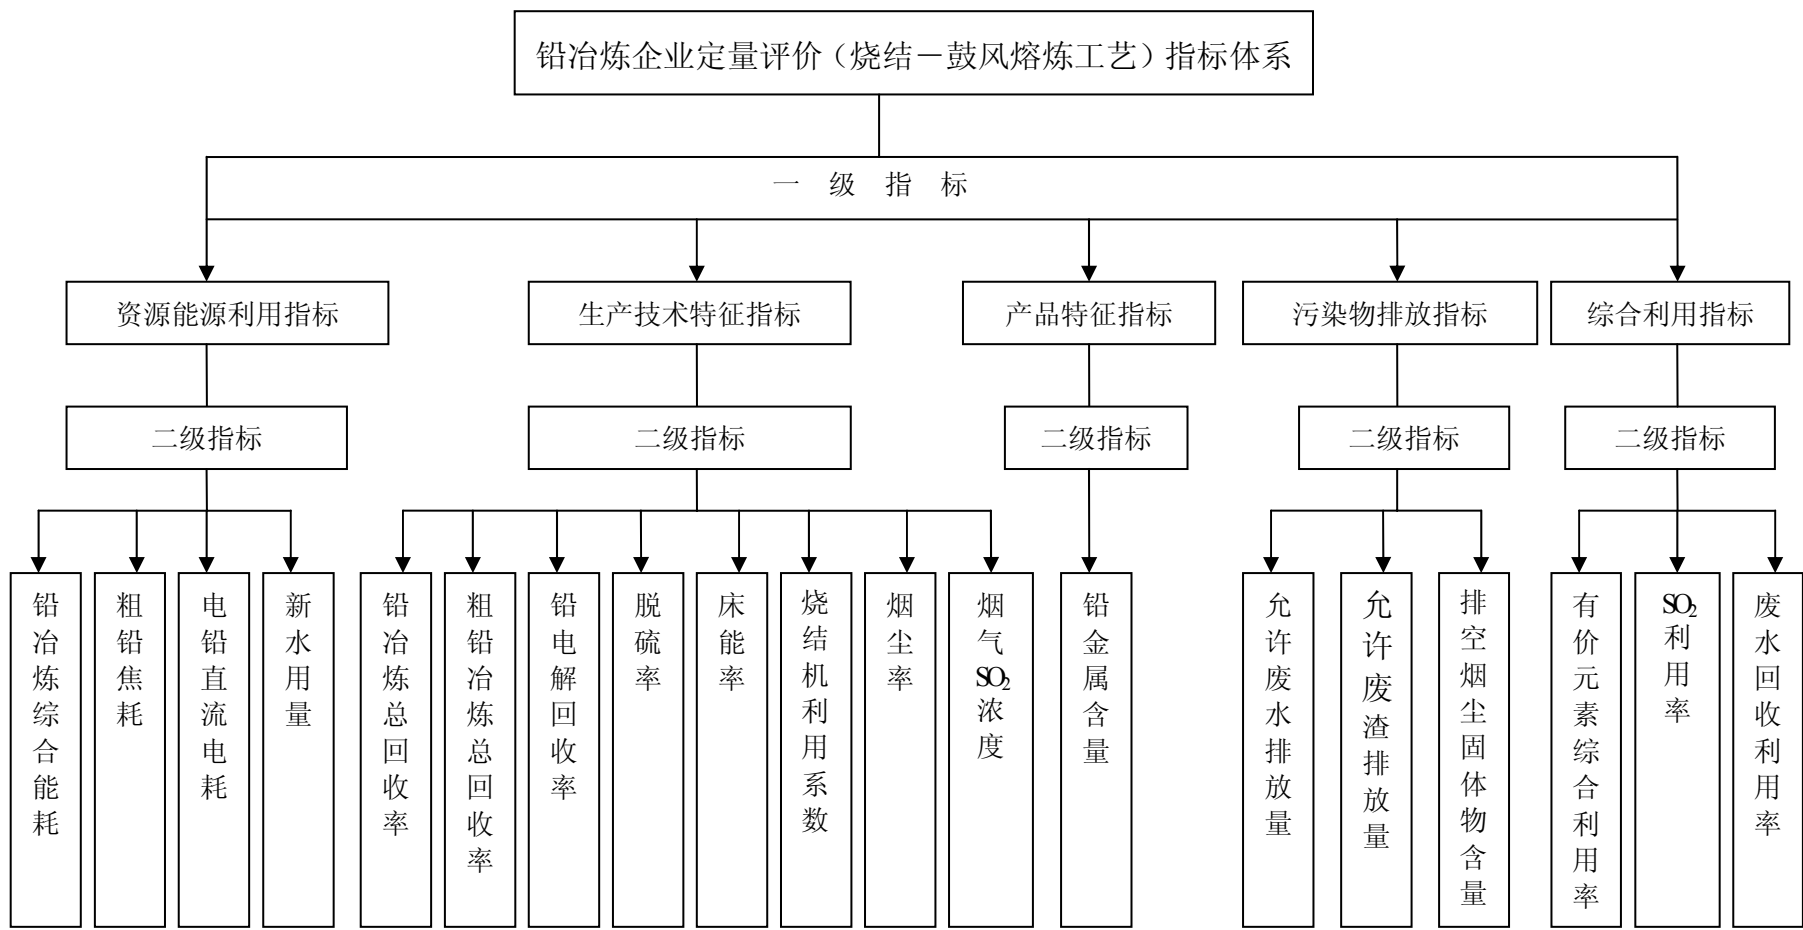 铅冶炼企业定量评价（烧结－鼓风熔炼工艺）指标体系
一 级 指 标
资源能源利用指标
生产技术特征指标
产品特征指标
污染物排放指标
综合利用指标
二级指标
二级指标
二级指标
二级指标
二级指标
铅冶炼综合能耗
粗铅焦耗
电铅直流电耗
新水用量
铅冶炼总回收率
粗铅冶炼总回收率
铅电解回收率
脱硫率
床能率
烧结机利用系数
烟尘率
烟气SO₂浓度
铅金属含量
允许废水排放量
允许废渣排放量
排空烟尘固体物含量
有价元素综合利用率
SO₂利用率
废水回收利用率